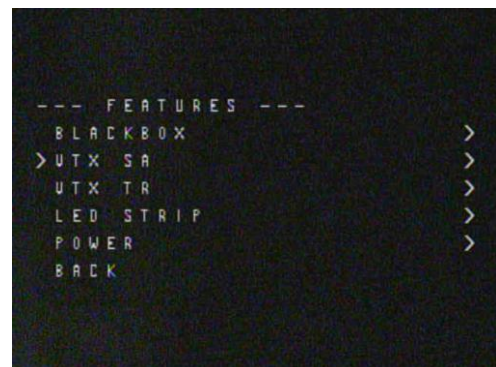 --- FEATURES ---
BLACKBOX >
>VTX SA >
VTX TR >
LED STRIP >
POWER >
BACK